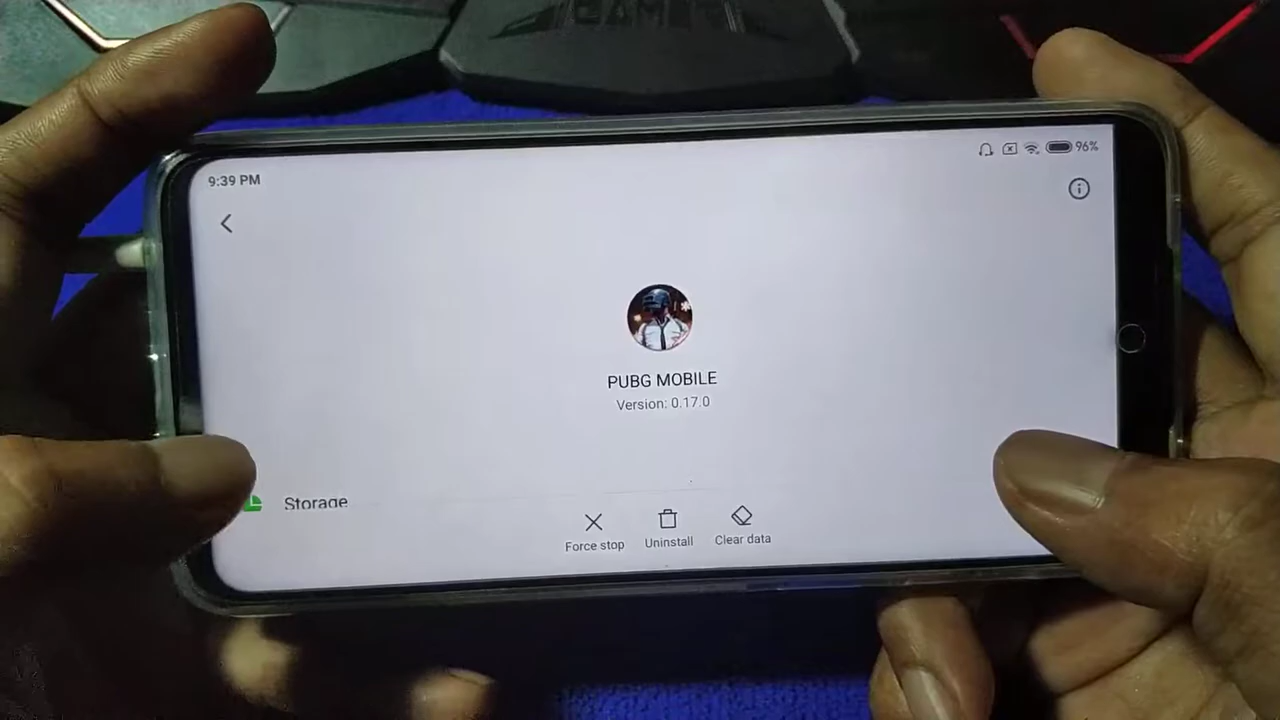 9:39 PM
96%
PUBG MOBILE
Version: 0.17.0
Storage
Force stop
Uninstall
Clear data